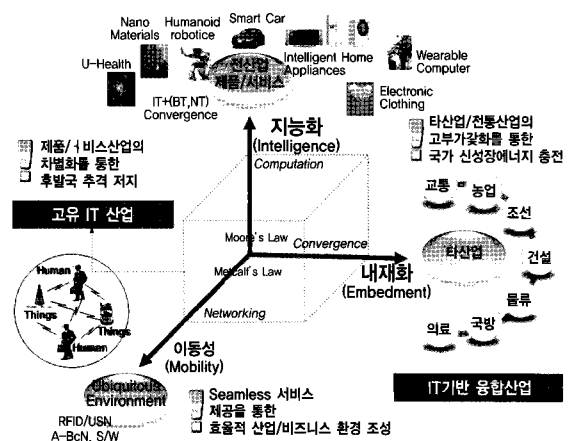 Nano
Materials
Humanoid
robotice
Smart Car
Intelligent Home
Appliances
Wearable
Computer
U-Health
전산업
제품/서비스
IT+(BT,NT)
Convergence
Electronic
Clothing
지능화
(Intelligence)
Computation
제품/서비스산업의
차별화를 통한
후발국 추격 저지
타산업/전통산업의
고부가갗화를 통한
국가 신성장에너지 충전
고유 IT 산업
교통
농업
조선
건설
물류
국방
의료
타산업
Moore's Law
Convergence
Metcalf's Law
내재화
(Embedment)
Human
Things
Things
Human
Networking
이동성
(Mobility)
Ubiquitous
Environment
RFID/USN
A-BcN, S/W
Seamless 서비스
제공을 통한
효율적 산업/비즈니스 환경 조성
IT기반 융합산업